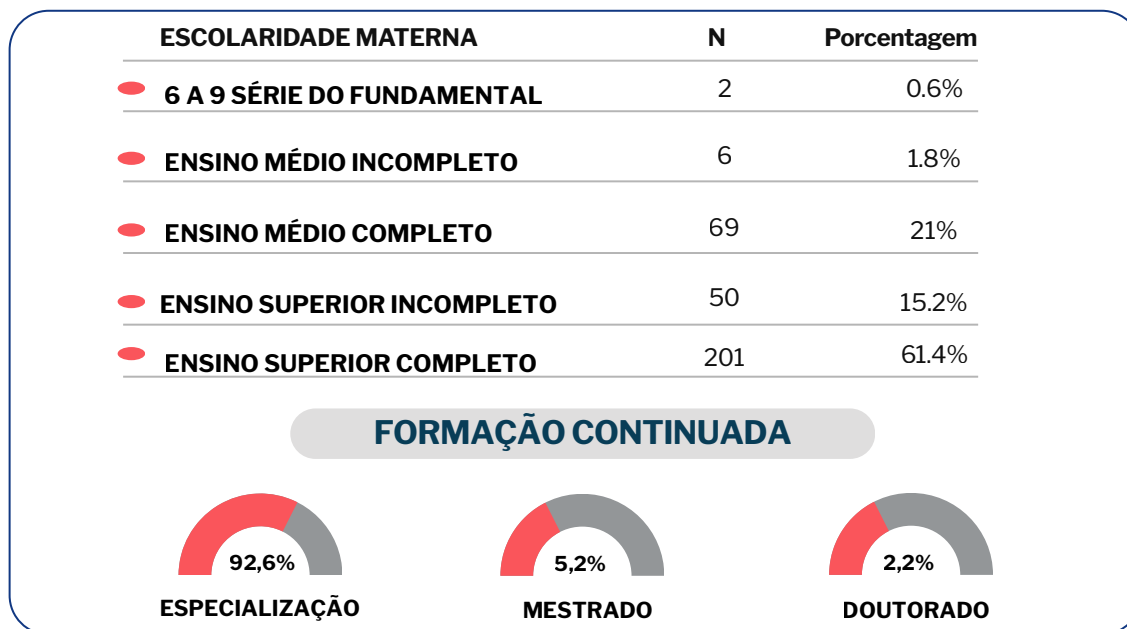 ESCOLARIDADE MATERNA N Porcentagem
6 A 9 SÉRIE DO FUNDAMENTAL 2 0.6%
ENSINO MÉDIO INCOMPLETO 6 1.8%
ENSINO MÉDIO COMPLETO 69 21%
ENSINO SUPERIOR INCOMPLETO 50 15.2%
ENSINO SUPERIOR COMPLETO 201 61.4%
FORMAÇÃO CONTINUADA
92,6% 5,2% 2,2%
ESPECIALIZAÇÃO MESTRADO DOUTORADO